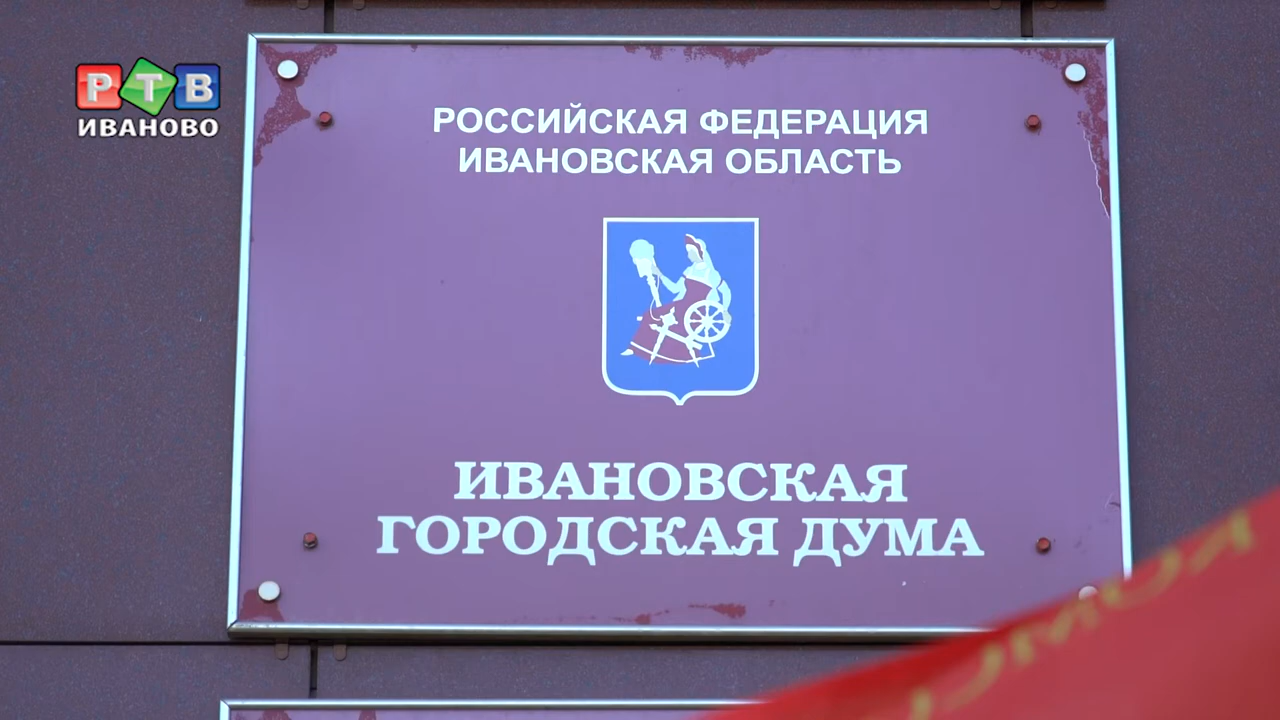 РТВ
ИВАНОВО
РОССИЙСКАЯ ФЕДЕРАЦИЯ
ИВАНОВСКАЯ ОБЛАСТЬ
ИВАНОВСКАЯ
ГОРОДСКАЯ ДУМА